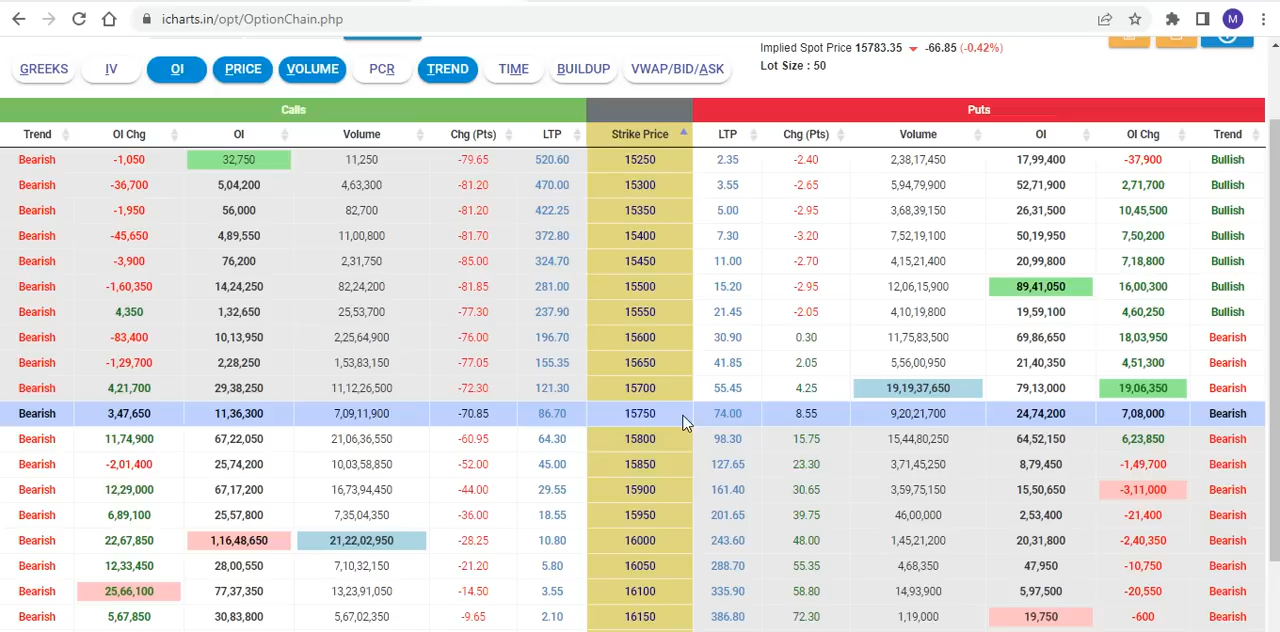 icharts.in/opt/OptionChain.php
M
Implied Spot Price 15783.35 -66.85 (-0.42%)
Lot Size : 50
GREEKS IV OI PRICE VOLUME PCR TREND TIME BUILDUP VWAP/BID/ASK
Calls Puts
Trend OI Chg OI Volume Chg (Pts) LTP Strike Price LTP Chg (Pts) Volume OI OI Chg Trend
Bearish -1,050 32,750 11,250 -79.65 520.60 15250 2.35 -2.40 2,38,17,450 17,99,400 -37,900 Bullish
Bearish -36,700 5,04,200 4,63,300 -81.20 470.00 15300 3.55 -2.65 5,94,79,900 52,71,900 2,71,700 Bullish
Bearish -1,950 56,000 82,700 -81.20 422.25 15350 5.00 -2.95 3,68,39,150 26,31,500 10,45,500 Bullish
Bearish -45,650 4,89,550 11,00,800 -81.70 372.80 15400 7.30 -3.20 7,52,19,100 50,19,950 7,50,200 Bullish
Bearish -3,900 76,200 2,31,750 -85.00 324.70 15450 11.00 -2.70 4,15,21,400 20,99,800 7,18,800 Bullish
Bearish -1,60,350 14,24,250 82,24,200 -81.85 281.00 15500 15.20 -2.95 12,06,15,900 89,41,050 16,00,300 Bullish
Bearish 4,350 1,32,650 25,53,700 -77.30 237.90 15550 21.45 -2.05 4,10,19,800 19,59,100 4,60,250 Bullish
Bearish -83,400 10,13,950 2,25,64,900 -76.00 196.70 15600 30.90 0.30 11,75,83,500 69,86,650 18,03,950 Bearish
Bearish -1,29,700 2,28,250 1,53,83,150 -77.05 155.35 15650 41.85 2.05 5,56,00,950 21,40,350 4,51,300 Bearish
Bearish 4,21,700 29,38,250 11,12,26,500 -72.30 121.30 15700 55.45 4.25 19,19,37,650 79,13,000 19,06,350 Bearish
Bearish 3,47,650 11,36,300 7,09,11,900 -70.85 86.70 15750 74.00 8.55 9,20,21,700 24,74,200 7,08,000 Bearish
Bearish 11,74,900 67,22,050 21,06,36,550 -60.95 64.30 15800 98.30 15.75 15,44,80,250 64,52,150 6,23,850 Bearish
Bearish -2,01,400 25,74,200 10,03,58,850 -52.00 45.00 15850 127.65 23.30 3,71,45,250 8,79,450 -1,49,700 Bearish
Bearish 12,29,000 67,17,200 16,73,94,450 -44.00 29.55 15900 161.40 30.65 3,59,75,150 15,50,650 -3,11,000 Bearish
Bearish 6,89,100 25,57,800 7,35,04,350 -36.00 18.55 15950 201.65 39.75 46,00,000 2,53,400 -21,400 Bearish
Bearish 22,67,850 1,16,48,650 21,22,02,950 -28.25 10.80 16000 243.60 48.00 1,45,21,200 20,31,800 -2,40,350 Bearish
Bearish 12,33,450 28,00,550 7,10,32,150 -21.20 5.80 16050 288.70 55.35 4,68,350 47,950 -10,750 Bearish
Bearish 25,66,100 77,37,350 13,23,91,050 -14.50 3.55 16100 335.90 58.80 14,93,900 5,97,500 -20,550 Bearish
Bearish 5,67,850 30,83,800 5,67,02,350 -9.65 2.10 16150 386.80 72.30 1,19,000 19,750 -600 Bearish